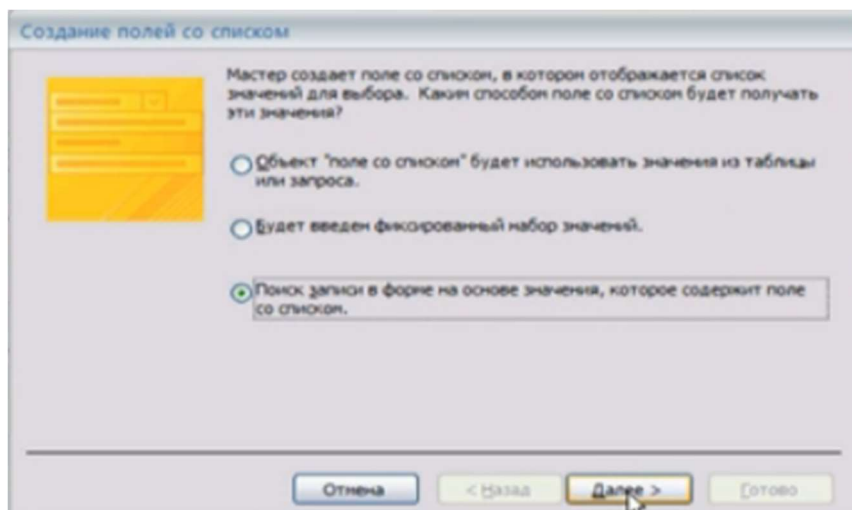 Создание полей со списком
Мастер создает поле со списком, в котором отображается список
значений для выбора. Каким способом поле со списком будет получать
эти значения?
Объект "поле со списком" будет использовать значения из таблицы
или запроса.
Будет введен фиксированный набор значений.
Поиск записи в форме на основе значения, которое содержит поле
со списком.
Отмена
< Назад
Далее >
Готово